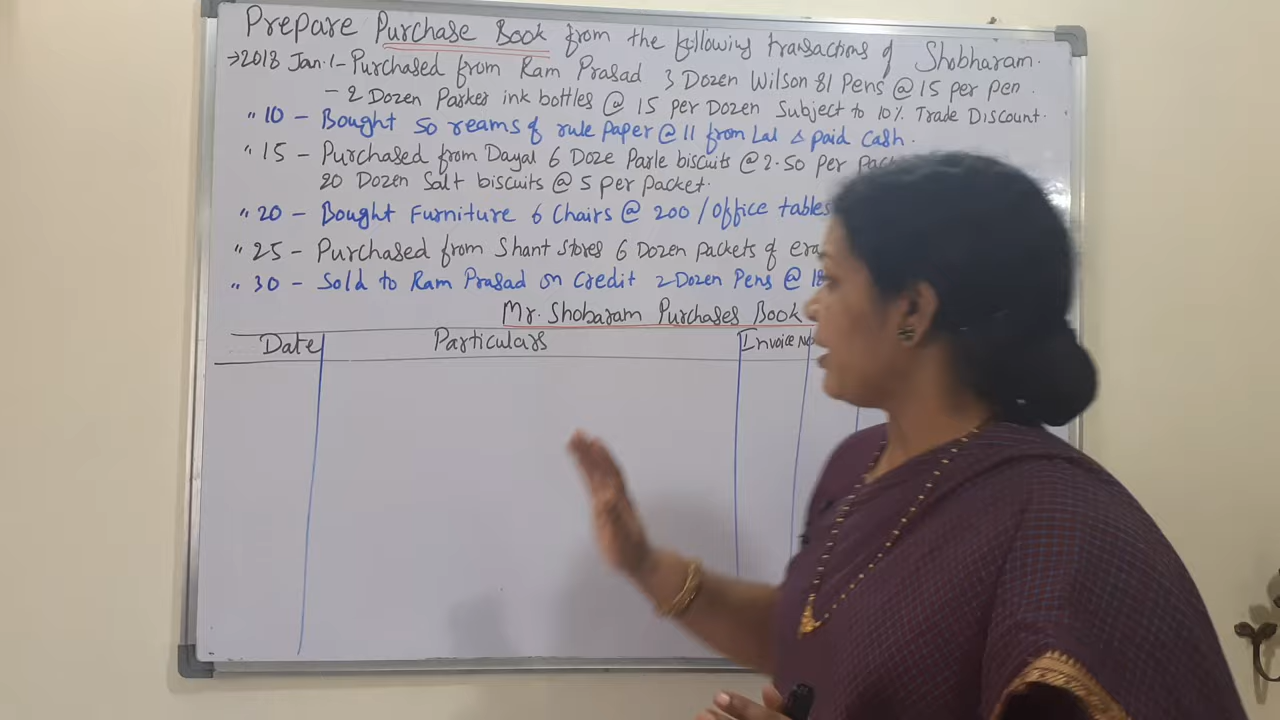 Prepare Purchase Book from the following transactions of Shobharam.
→2018 Jan.1 - Purchased from Ram Prasad 3 Dozen Wilson 81 Pens @ 15 per pen.
- 2 Dozen Parker ink bottles @ 15 per Dozen Subject to 10% Trade Discount.
" 10 - Bought 50 reams of rule paper @ 11 from Lal & paid cash.
" 15 - Purchased from Dayal 6 Doze Parle biscuits @ 2.50 per
20 Dozen Salt biscuits @ 5 per packet.
" 20 - Bought Furniture 6 Chairs @ 200 / Office tables
" 25 - Purchased from Shant Stores 6 Dozen packets of
" 30 - Sold to Ram Prasad on Credit 2 Dozen Pens @ 18
Mr. Shobaram Purchases Book
Date Particulars Invoice No